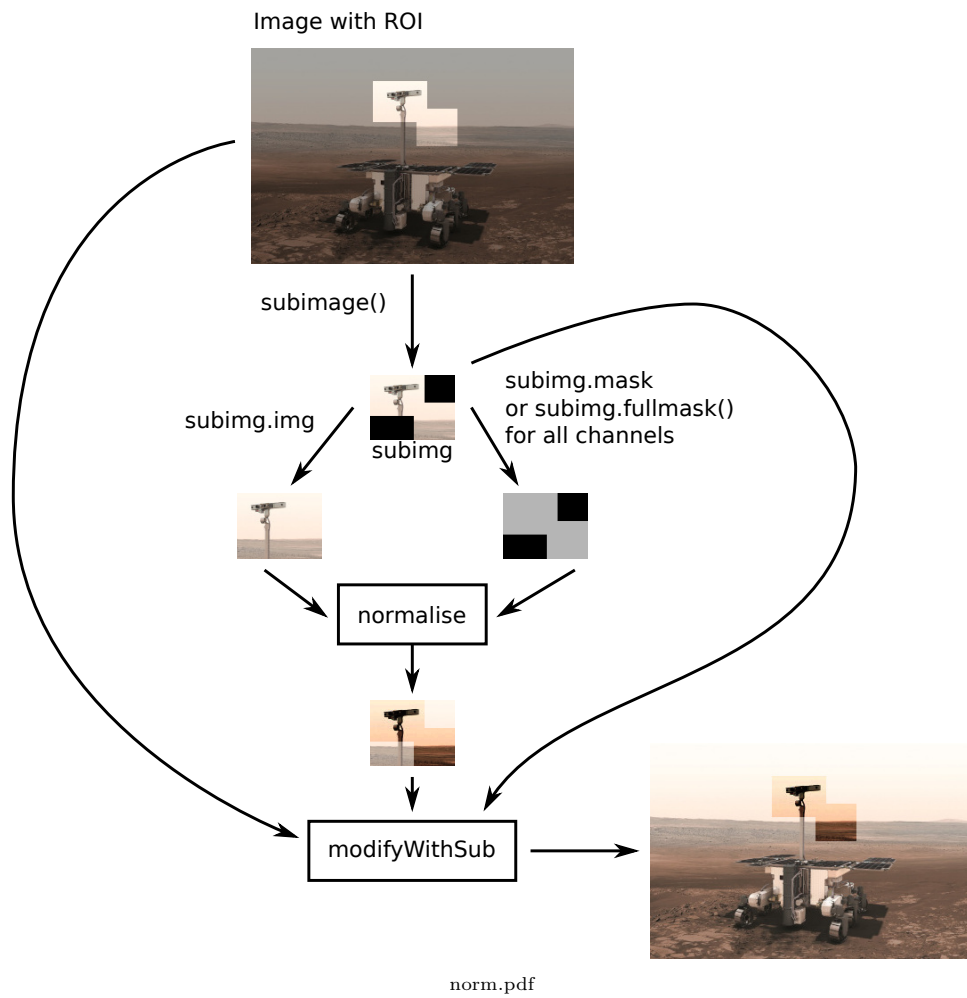 Image with ROI
subimage()
subimg.mask
or subimg.fullmask()
for all channels
subimg.img
subimg
normalise
modifyWithSub
norm.pdf